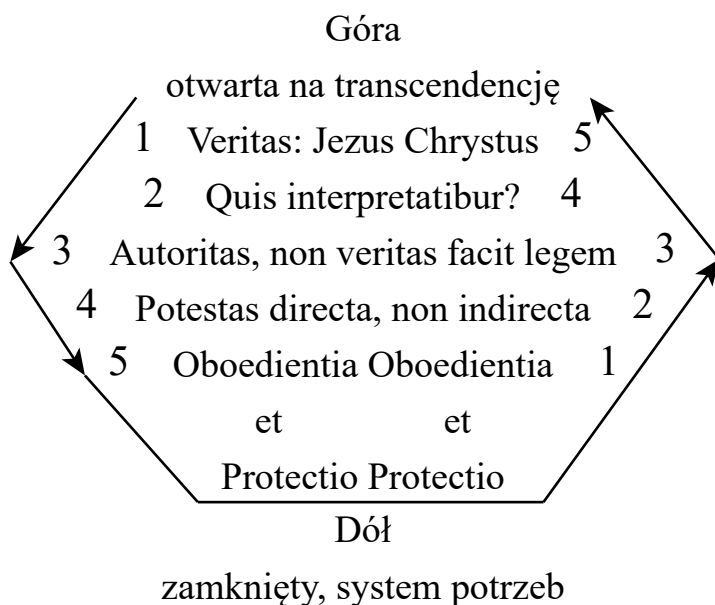 Góra
otwarta na transcendencję
1 Veritas: Jezus Chrystus 5
2 Quis interpretatibur? 4
3 Autoritas, non veritas facit legem 3
4 Potestas directa, non indirecta 2
5 Oboedientia Oboedientia 1
et et
Protectio Protectio
Dół
zamknięty, system potrzeb